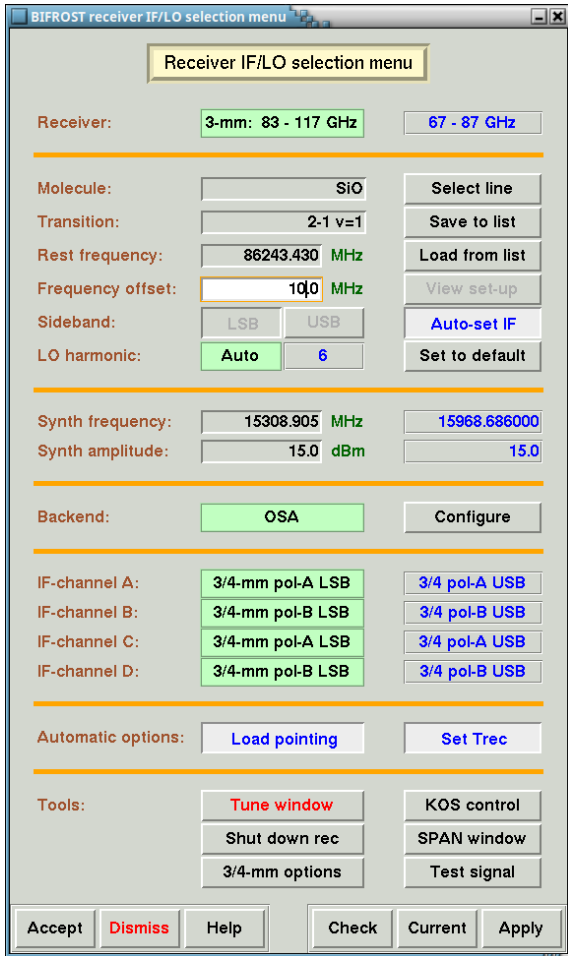 BIFROST receiver IF/LO selection menu
Receiver IF/LO selection menu
Receiver: 3-mm: 83 - 117 GHz 67 - 87 GHz
Molecule: SiO Select line
Transition: 2-1 v=1 Save to list
Rest frequency: 86243.430 MHz Load from list
Frequency offset: 10.0 MHz View set-up
Sideband: LSB USB Auto-set IF
LO harmonic: Auto 6 Set to default
Synth frequency: 15308.905 MHz 15968.686000
Synth amplitude: 15.0 dBm 15.0
Backend: OSA Configure
IF-channel A: 3/4-mm pol-A LSB 3/4 pol-A USB
IF-channel B: 3/4-mm pol-B LSB 3/4 pol-B USB
IF-channel C: 3/4-mm pol-A LSB 3/4 pol-A USB
IF-channel D: 3/4-mm pol-B LSB 3/4 pol-B USB
Automatic options: Load pointing Set Trec
Tools: Tune window KOS control
Shut down rec SPAN window
3/4-mm options Test signal
Accept Dismiss Help Check Current Apply